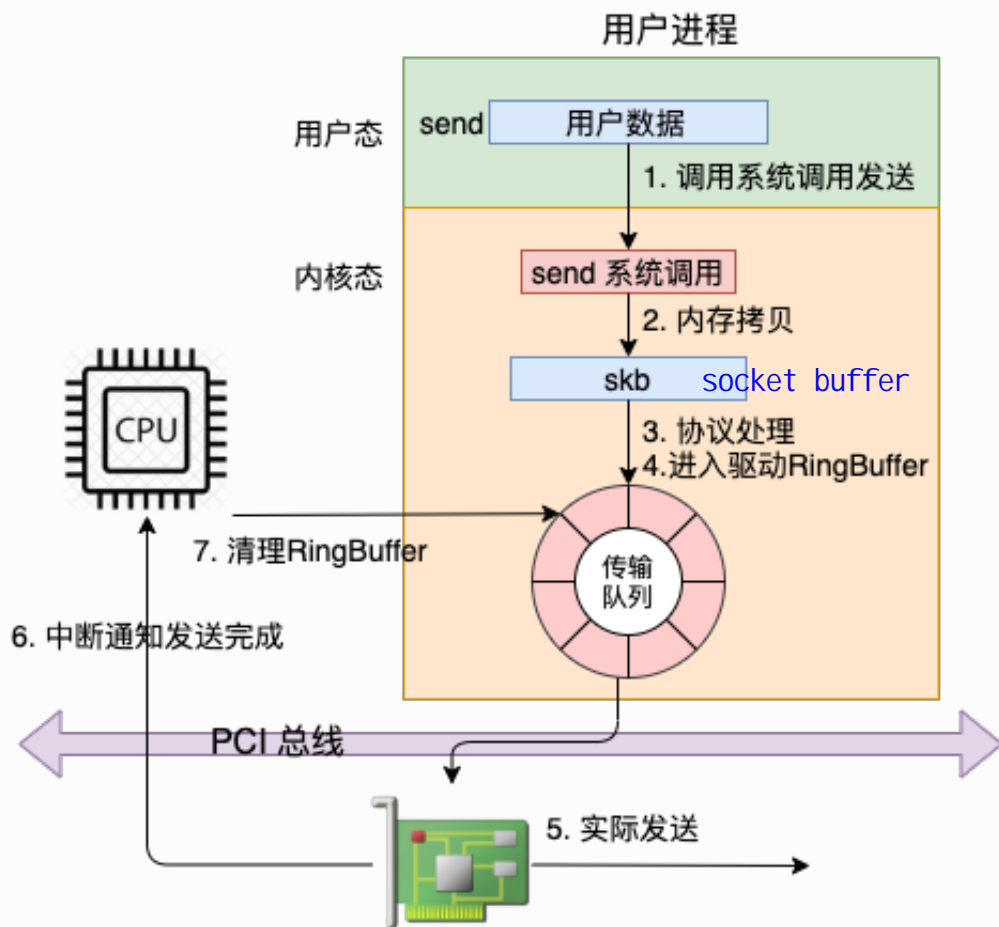 用户进程
用户态
send
用户数据
1. 调用系统调用发送
内核态
send 系统调用
2. 内存拷贝
skb
socket buffer
3. 协议处理
4.进入驱动RingBuffer
CPU
7. 清理RingBuffer
传输
队列
6. 中断通知发送完成
PCI 总线
5. 实际发送